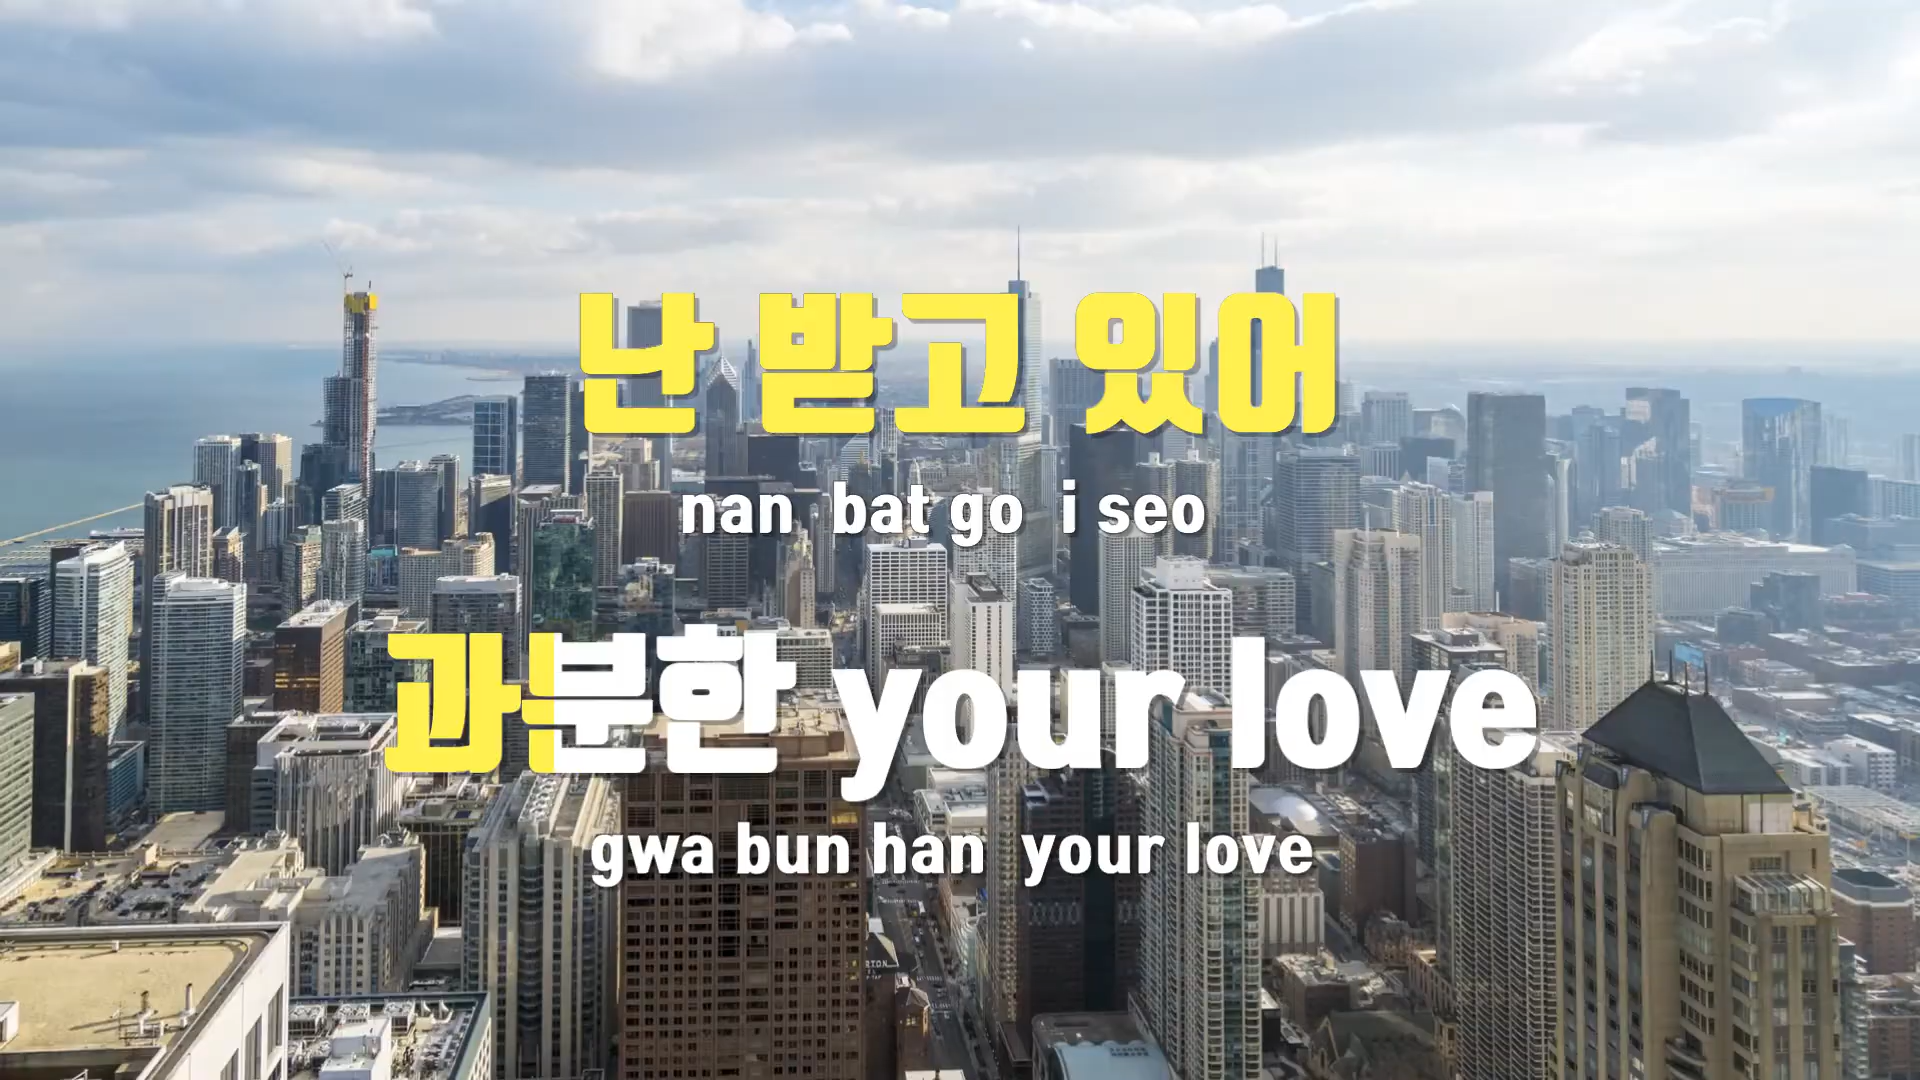 난 받고 있어
nan bat go i seo
과분한 your love
gwa bun han your love